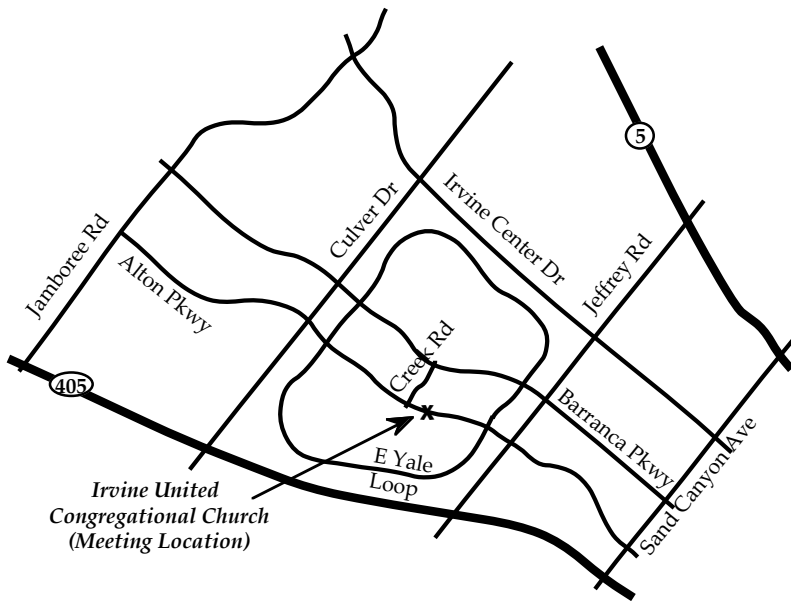 5
Culver Dr
Irvine Center Dr
Jamboree Rd
Alton Pkwy
Jeffrey Rd
Creek Rd
405
Barranca Pkwy
E Yale
Loop
Sand Canyon Ave
x
Irvine United
Congregational Church
(Meeting Location)